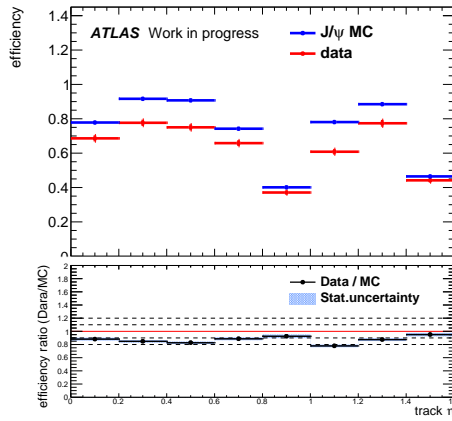 efficiency
1.4
1.2
1
0.8
0.6
0.4
0.2
0
ATLAS Work in progress
J/ψ MC
data
efficiency ratio (Dara/MC)
2
1.8
1.6
1.4
1.2
1
0.8
0.6
0.4
0.2
0
Data / MC
Stat.uncertainty
0 0.2 0.4 0.6 0.8 1 1.2 1.4 1.6
track η